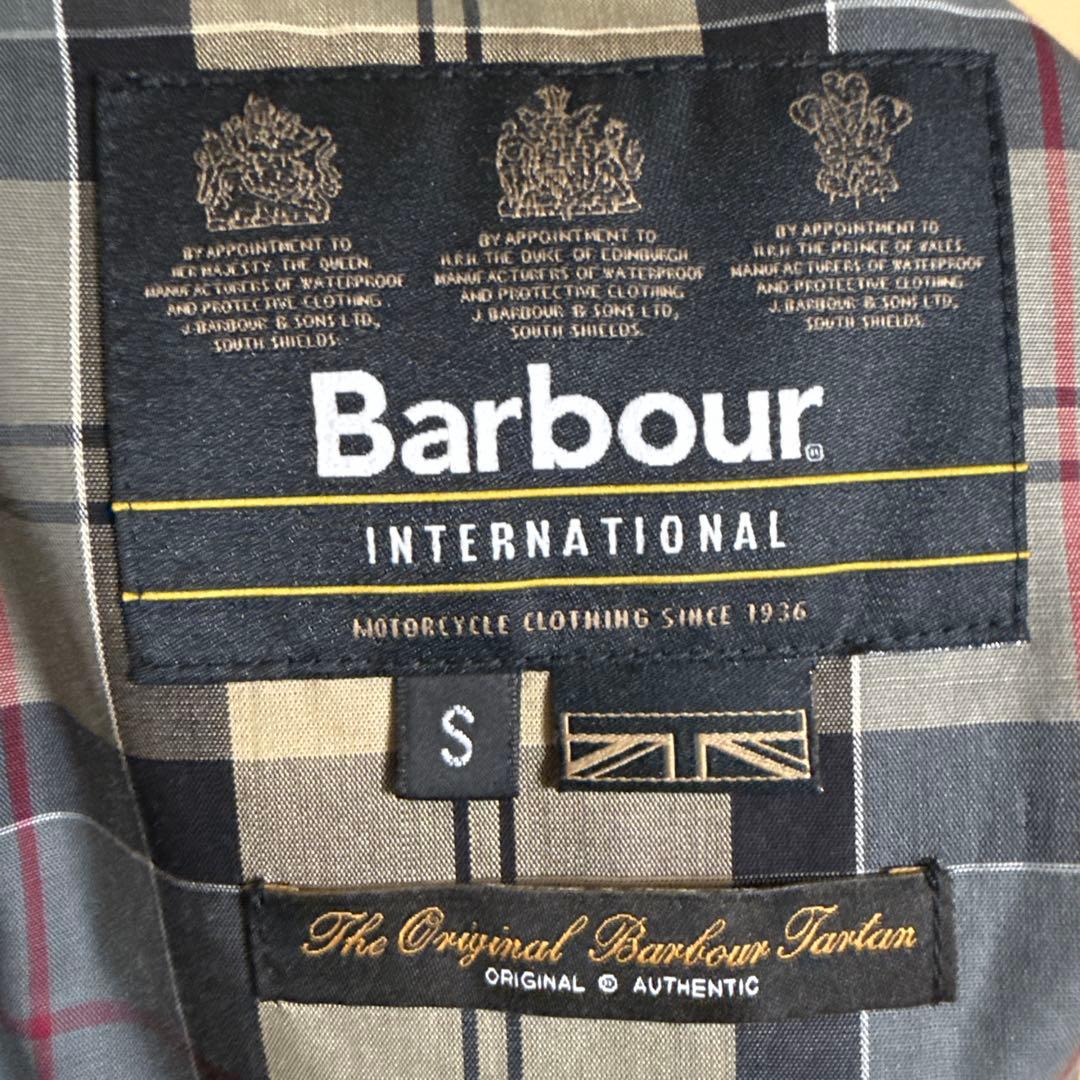 BY APPOINTMENT TO
HER MAJESTY THE QUEEN
MANUFACTURERS OF WATERPROOF
AND PROTECTIVE CLOTHING
J. BARBOUR & SONS LTD.,
SOUTH SHIELDS.
BY APPOINTMENT TO
H.R.H. THE DUKE OF EDINBURGH
MANUFACTURERS OF WATERPROOF
AND PROTECTIVE CLOTHING
J. BARBOUR & SONS LTD,
SOUTH SHIELDS.
BY APPOINTMENT TO
H.R.H THE PRINCE OF WALES
MANUFACTURERS OF WATERPROOF
AND PROTECTIVE CLOTHING
J. BARBOUR & SONS LTD,
SOUTH SHIELDS.
Barbour®
INTERNATIONAL
MOTORCYCLE CLOTHING SINCE 1936
S
The Original Barbour Tartan
ORIGINAL ® AUTHENTIC